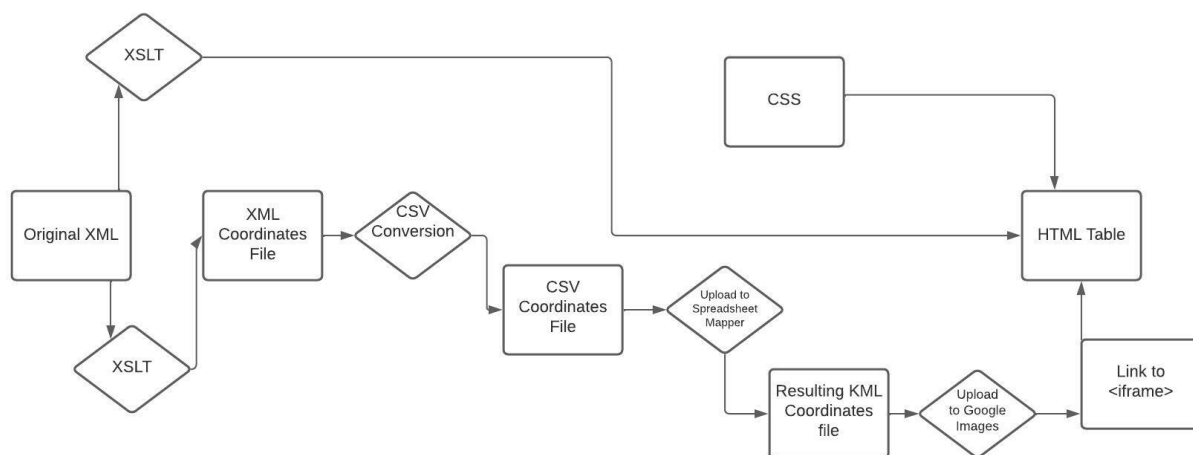 XSLT
CSS
Original XML
XML
Coordinates
File
CSV
Conversion
HTML Table
CSV
Coordinates
File
Upload to
Spreadsheet
Mapper
XSLT
Resulting KML
Coordinates
file
Upload
to Google
Images
Link to
<iframe>